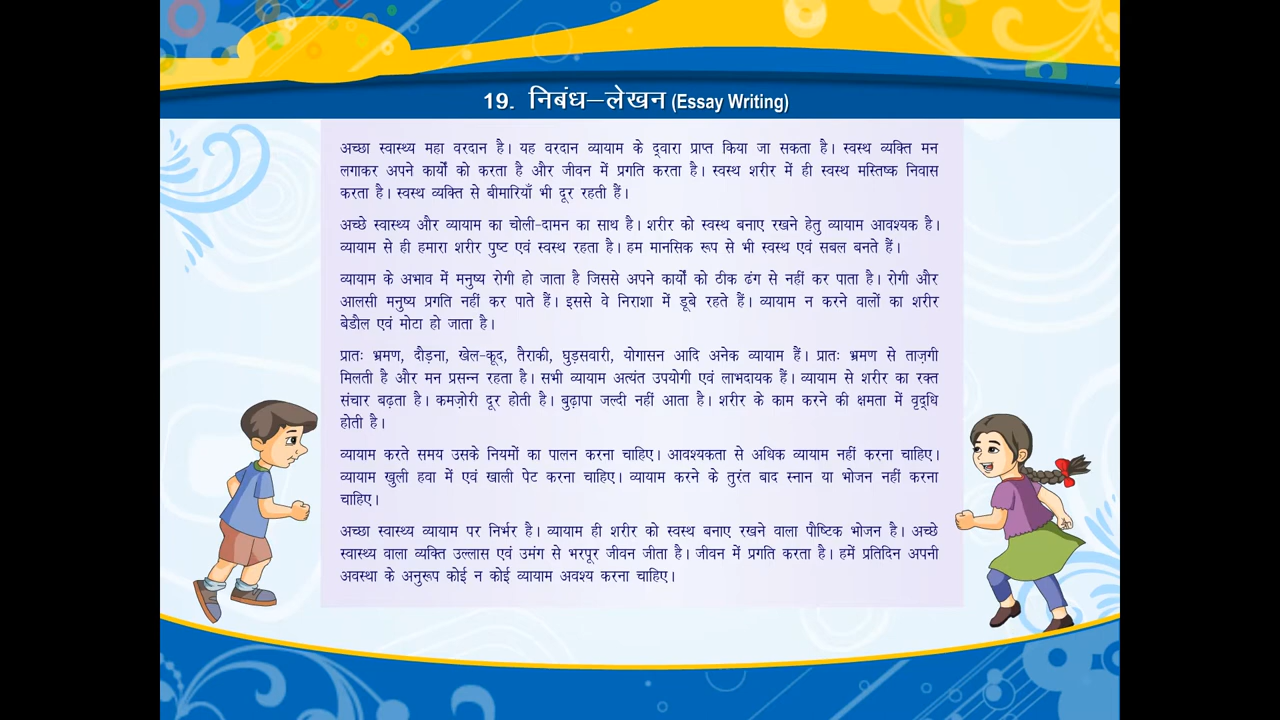 19. निबंध–लेखन (Essay Writing)
अच्छा स्वास्थ्य महा वरदान है। यह वरदान व्यायाम के द्वारा प्राप्त किया जा सकता है। स्वस्थ व्यक्ति मन
लगाकर अपने कार्यों को करता है और जीवन में प्रगति करता है। स्वस्थ शरीर में ही स्वस्थ मस्तिष्क निवास
करता है। स्वस्थ व्यक्ति से बीमारियाँ भी दूर रहती हैं।
अच्छे स्वास्थ्य और व्यायाम का चोली-दामन का साथ है। शरीर को स्वस्थ बनाए रखने हेतु व्यायाम आवश्यक है।
व्यायाम से ही हमारा शरीर पुष्ट एवं स्वस्थ रहता है। हम मानसिक रूप से भी स्वस्थ एवं सबल बनते हैं।
व्यायाम के अभाव में मनुष्य रोगी हो जाता है जिससे अपने कार्यों को ठीक ढंग से नहीं कर पाता है। रोगी और
आलसी मनुष्य प्रगति नहीं कर पाते हैं। इससे वे निराशा में डूबे रहते हैं। व्यायाम न करने वालों का शरीर
बेडौल एवं मोटा हो जाता है।
प्रातः भ्रमण, दौड़ना, खेल-कूद, तैराकी, घुड़सवारी, योगासन आदि अनेक व्यायाम हैं। प्रातः भ्रमण से ताज़गी
मिलती है और मन प्रसन्न रहता है। सभी व्यायाम अत्यंत उपयोगी एवं लाभदायक हैं। व्यायाम से शरीर का रक्त
संचार बढ़ता है। कमज़ोरी दूर होती है। बुढ़ापा जल्दी नहीं आता है। शरीर के काम करने की क्षमता में वृद्धि
होती है।
व्यायाम करते समय उसके नियमों का पालन करना चाहिए। आवश्यकता से अधिक व्यायाम नहीं करना चाहिए।
व्यायाम खुली हवा में एवं खाली पेट करना चाहिए। व्यायाम करने के तुरंत बाद स्नान या भोजन नहीं करना
चाहिए।
अच्छा स्वास्थ्य व्यायाम पर निर्भर है। व्यायाम ही शरीर को स्वस्थ बनाए रखने वाला पौष्टिक भोजन है। अच्छे
स्वास्थ्य वाला व्यक्ति उल्लास एवं उमंग से भरपूर जीवन जीता है। जीवन में प्रगति करता है। हमें प्रतिदिन अपनी
अवस्था के अनुरूप कोई न कोई व्यायाम अवश्य करना चाहिए।